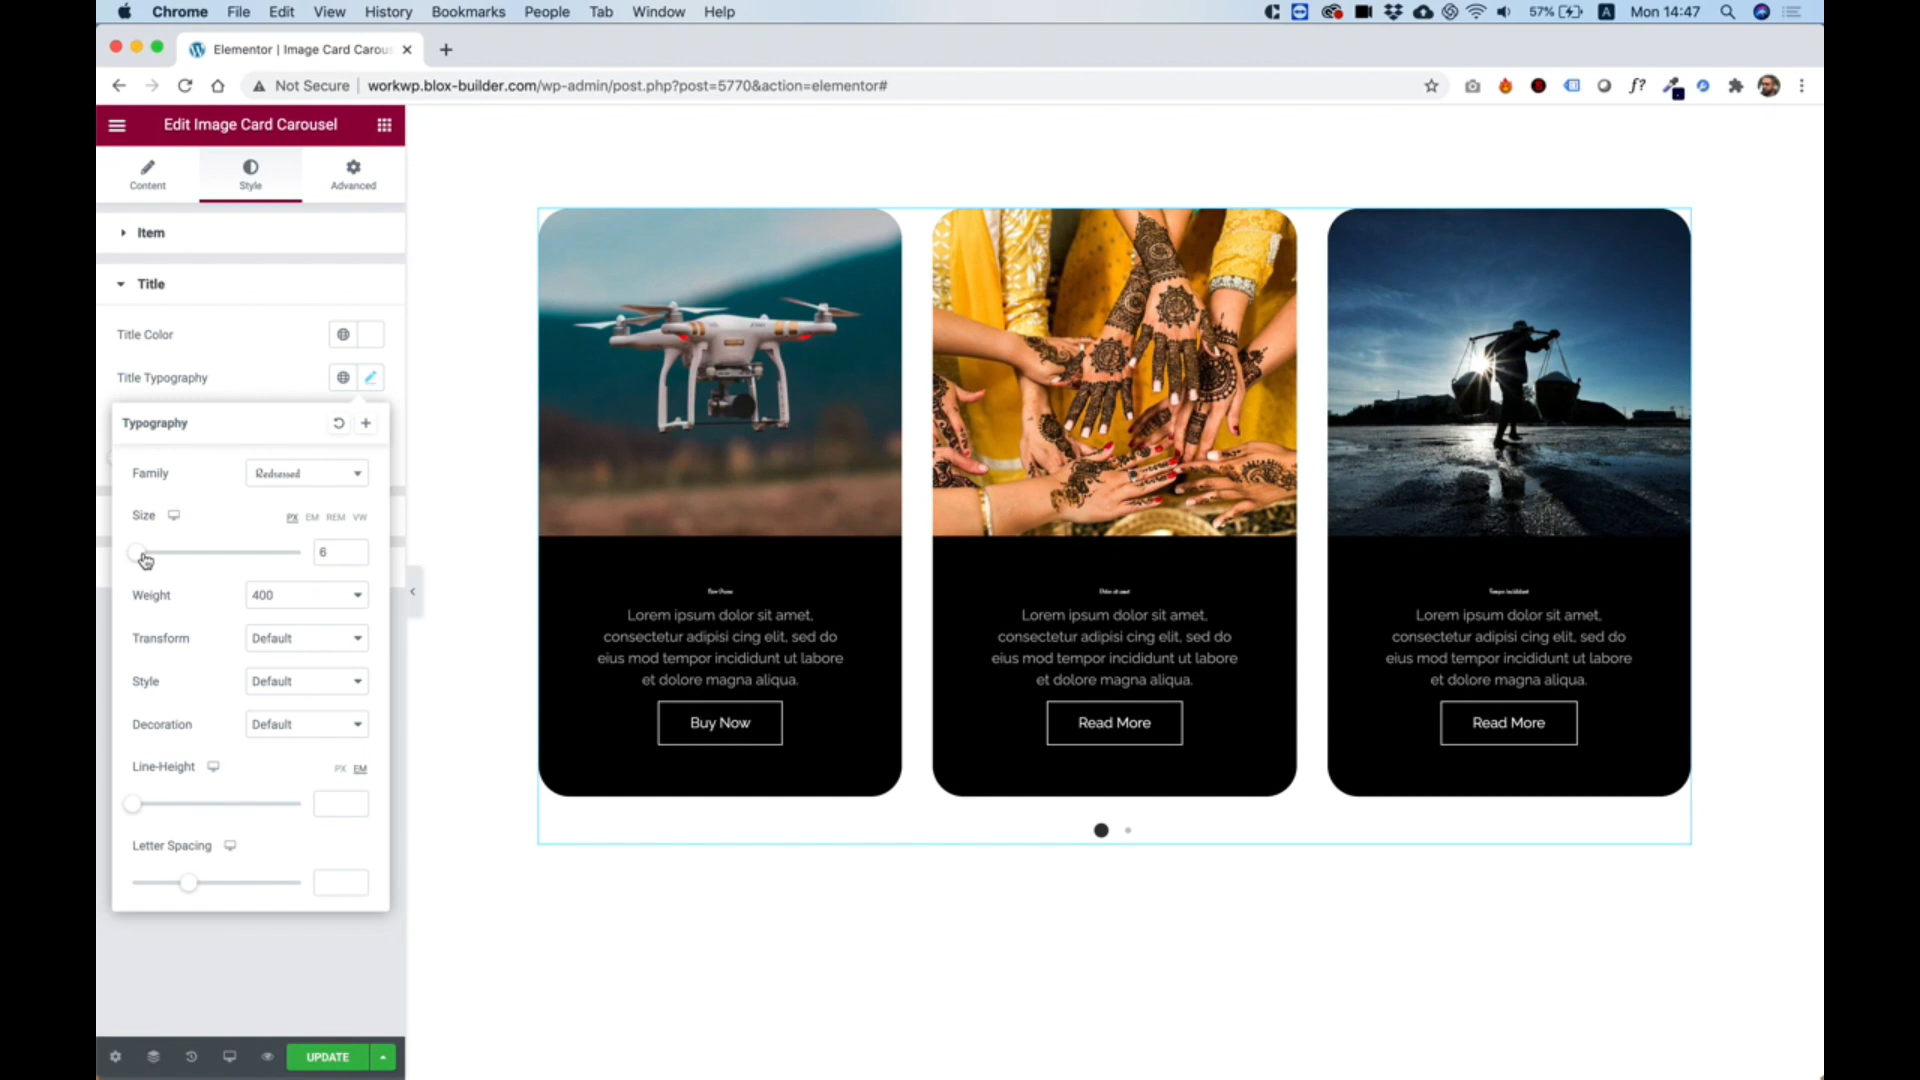 Chrome File Edit View History Bookmarks People Tab Window Help 57% A Mon 14:47
Elementor | Image Card Carous
Not Secure workwp.blox-builder.com/wp-admin/post.php?post=5770&action=elementor#
f?
Edit Image Card Carousel
Content Style Advanced
Item
Title
Title Color
Title Typography
Typography
Family Redressed
Size PX EM REM VW
6
Weight 400
Transform Default
Style Default
Decoration Default
Line-Height PX EM
Letter Spacing
UPDATE
Lorem ipsum dolor sit amet,
consectetur adipisi cing elit, sed do
eius mod tempor incididunt ut labore
et dolore magna aliqua.
Buy Now
Dolor sit amet
Lorem ipsum dolor sit amet,
consectetur adipisi cing elit, sed do
eius mod tempor incididunt ut labore
et dolore magna aliqua.
Read More
Tempor incididunt
Lorem ipsum dolor sit amet,
consectetur adipisi cing elit, sed do
eius mod tempor incididunt ut labore
et dolore magna aliqua.
Read More